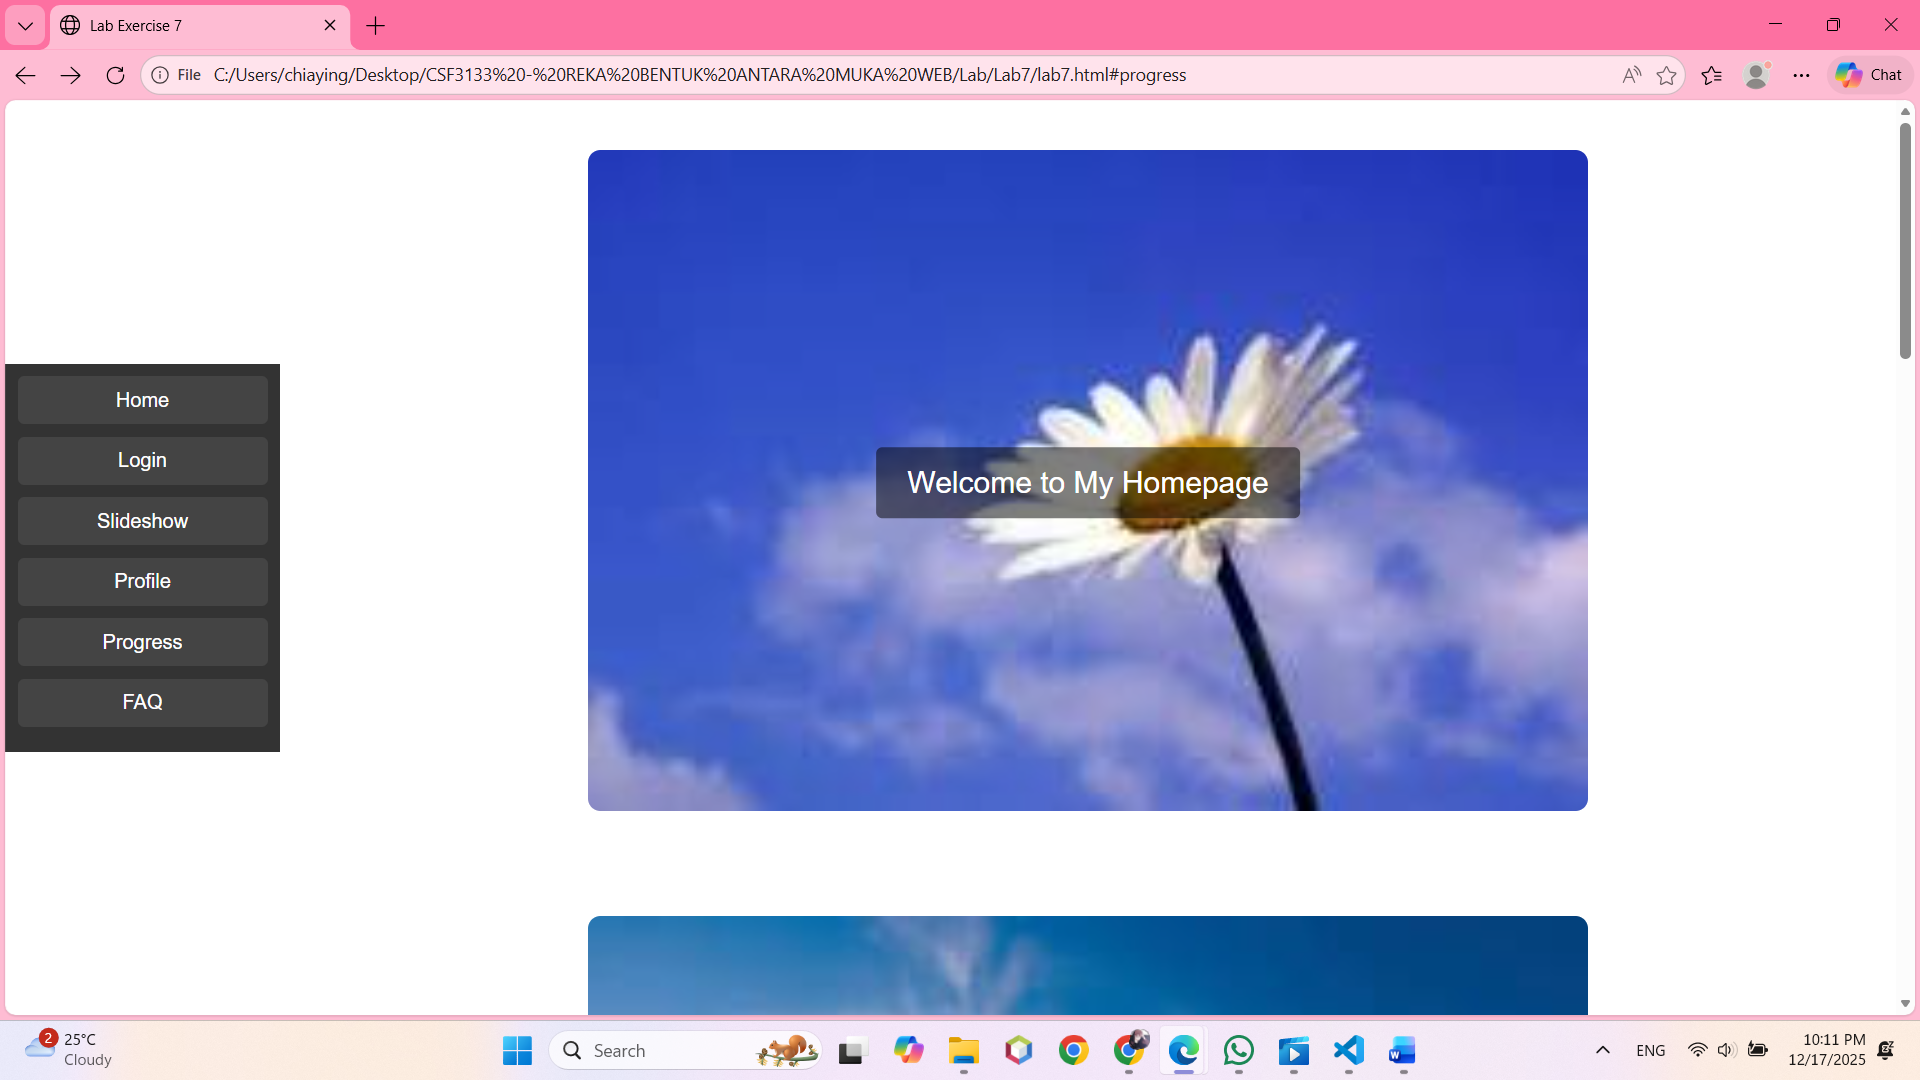 Lab Exercise 7
File
C:/Users/chiaying/Desktop/CSF3133%20-%20REKA%20BENTUK%20ANTARA%20MUKA%20WEB/Lab/Lab7/lab7.html#progress
Chat
Home
Login
Slideshow
Profile
Progress
FAQ
Welcome to My Homepage
2
25°C
Cloudy
Search
ENG
10:11 PM
12/17/2025